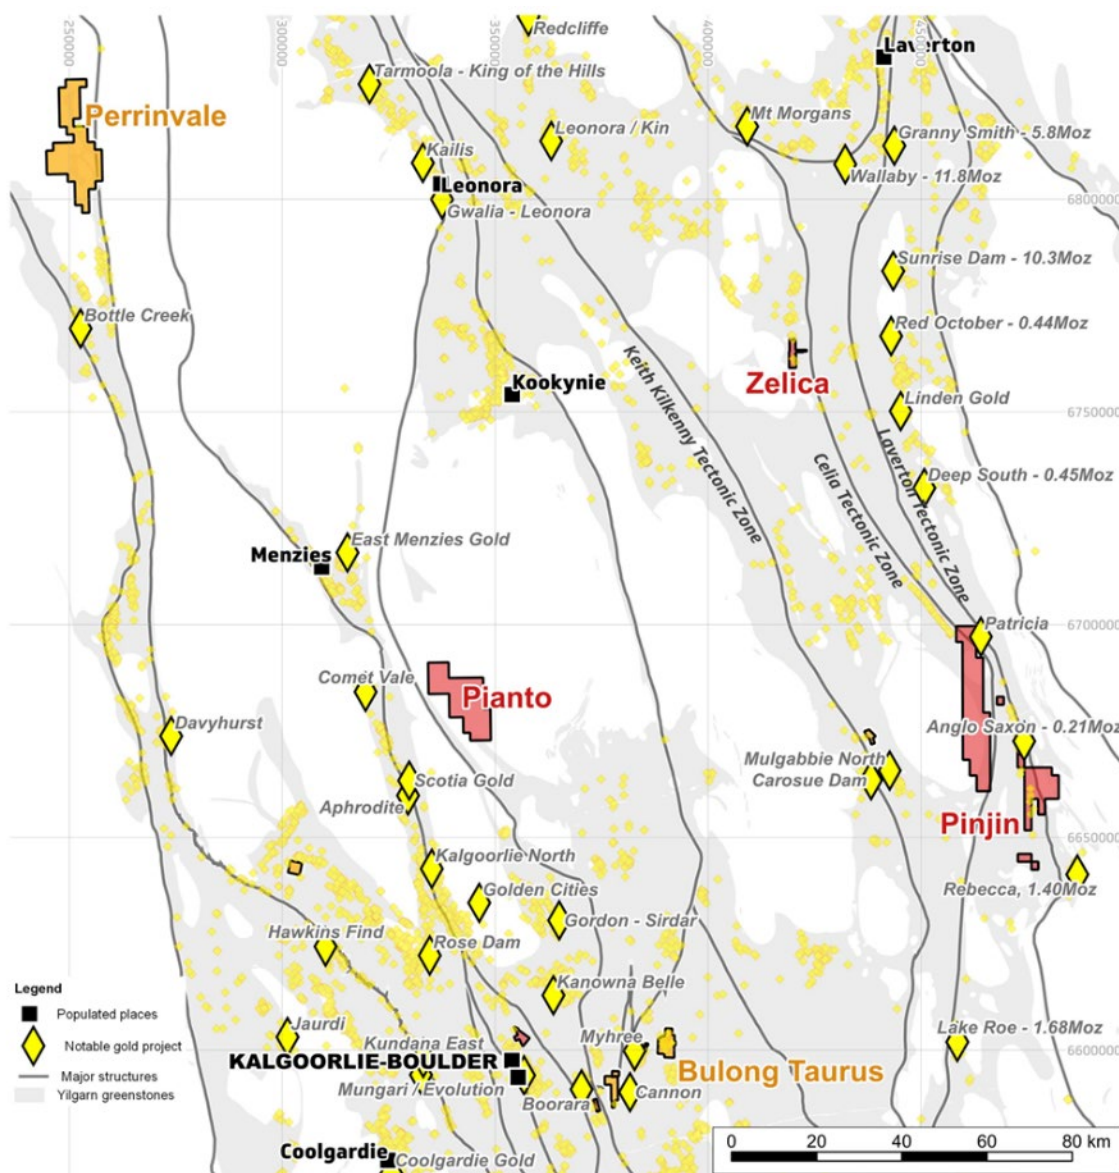 250000
300000
350000
400000
450000
Redcliffe
Laverton
Tarmoola - King of the Hills
Perrinvale
Mt Morgans
Leonora / Kin
Granny Smith - 5.8Moz
Kailis
Wallaby - 11.8Moz
Leonora
6800000
Gwalia - Leonora
Sunrise Dam - 10.3Moz
Bottle Creek
Red October - 0.44Moz
Keith Kilkenny Tectonic Zone
Kookynie
Zelica
Linden Gold
6750000
Laverton Tectonic Zone
Celia Tectonic Zone
Deep South - 0.45Moz
East Menzies Gold
Menzies
Patricia
6700000
Comet Vale
Pianto
Davyhurst
Anglo Saxon - 0.21Moz
Mulgabbie North
Scotia Gold
Carosue Dam
Aphrodite
Pinjin
6650000
Kalgoorlie North
Golden Cities
Rebecca, 1.40Moz
Gordon - Sirdar
Hawkins Find
Rose Dam
Kanowna Belle
Legend
Populated places
Notable gold project
Major structures
Yilgarn greenstones
Jaurdi
Kundana East
Myhree
Lake Roe - 1.68Moz
6600000
KALGOORLIE-BOULDER
Bulong Taurus
Mungari / Evolution
Boorara
Cannon
Coolgardie
Coolgardie Gold
0 20 40 60 80 km